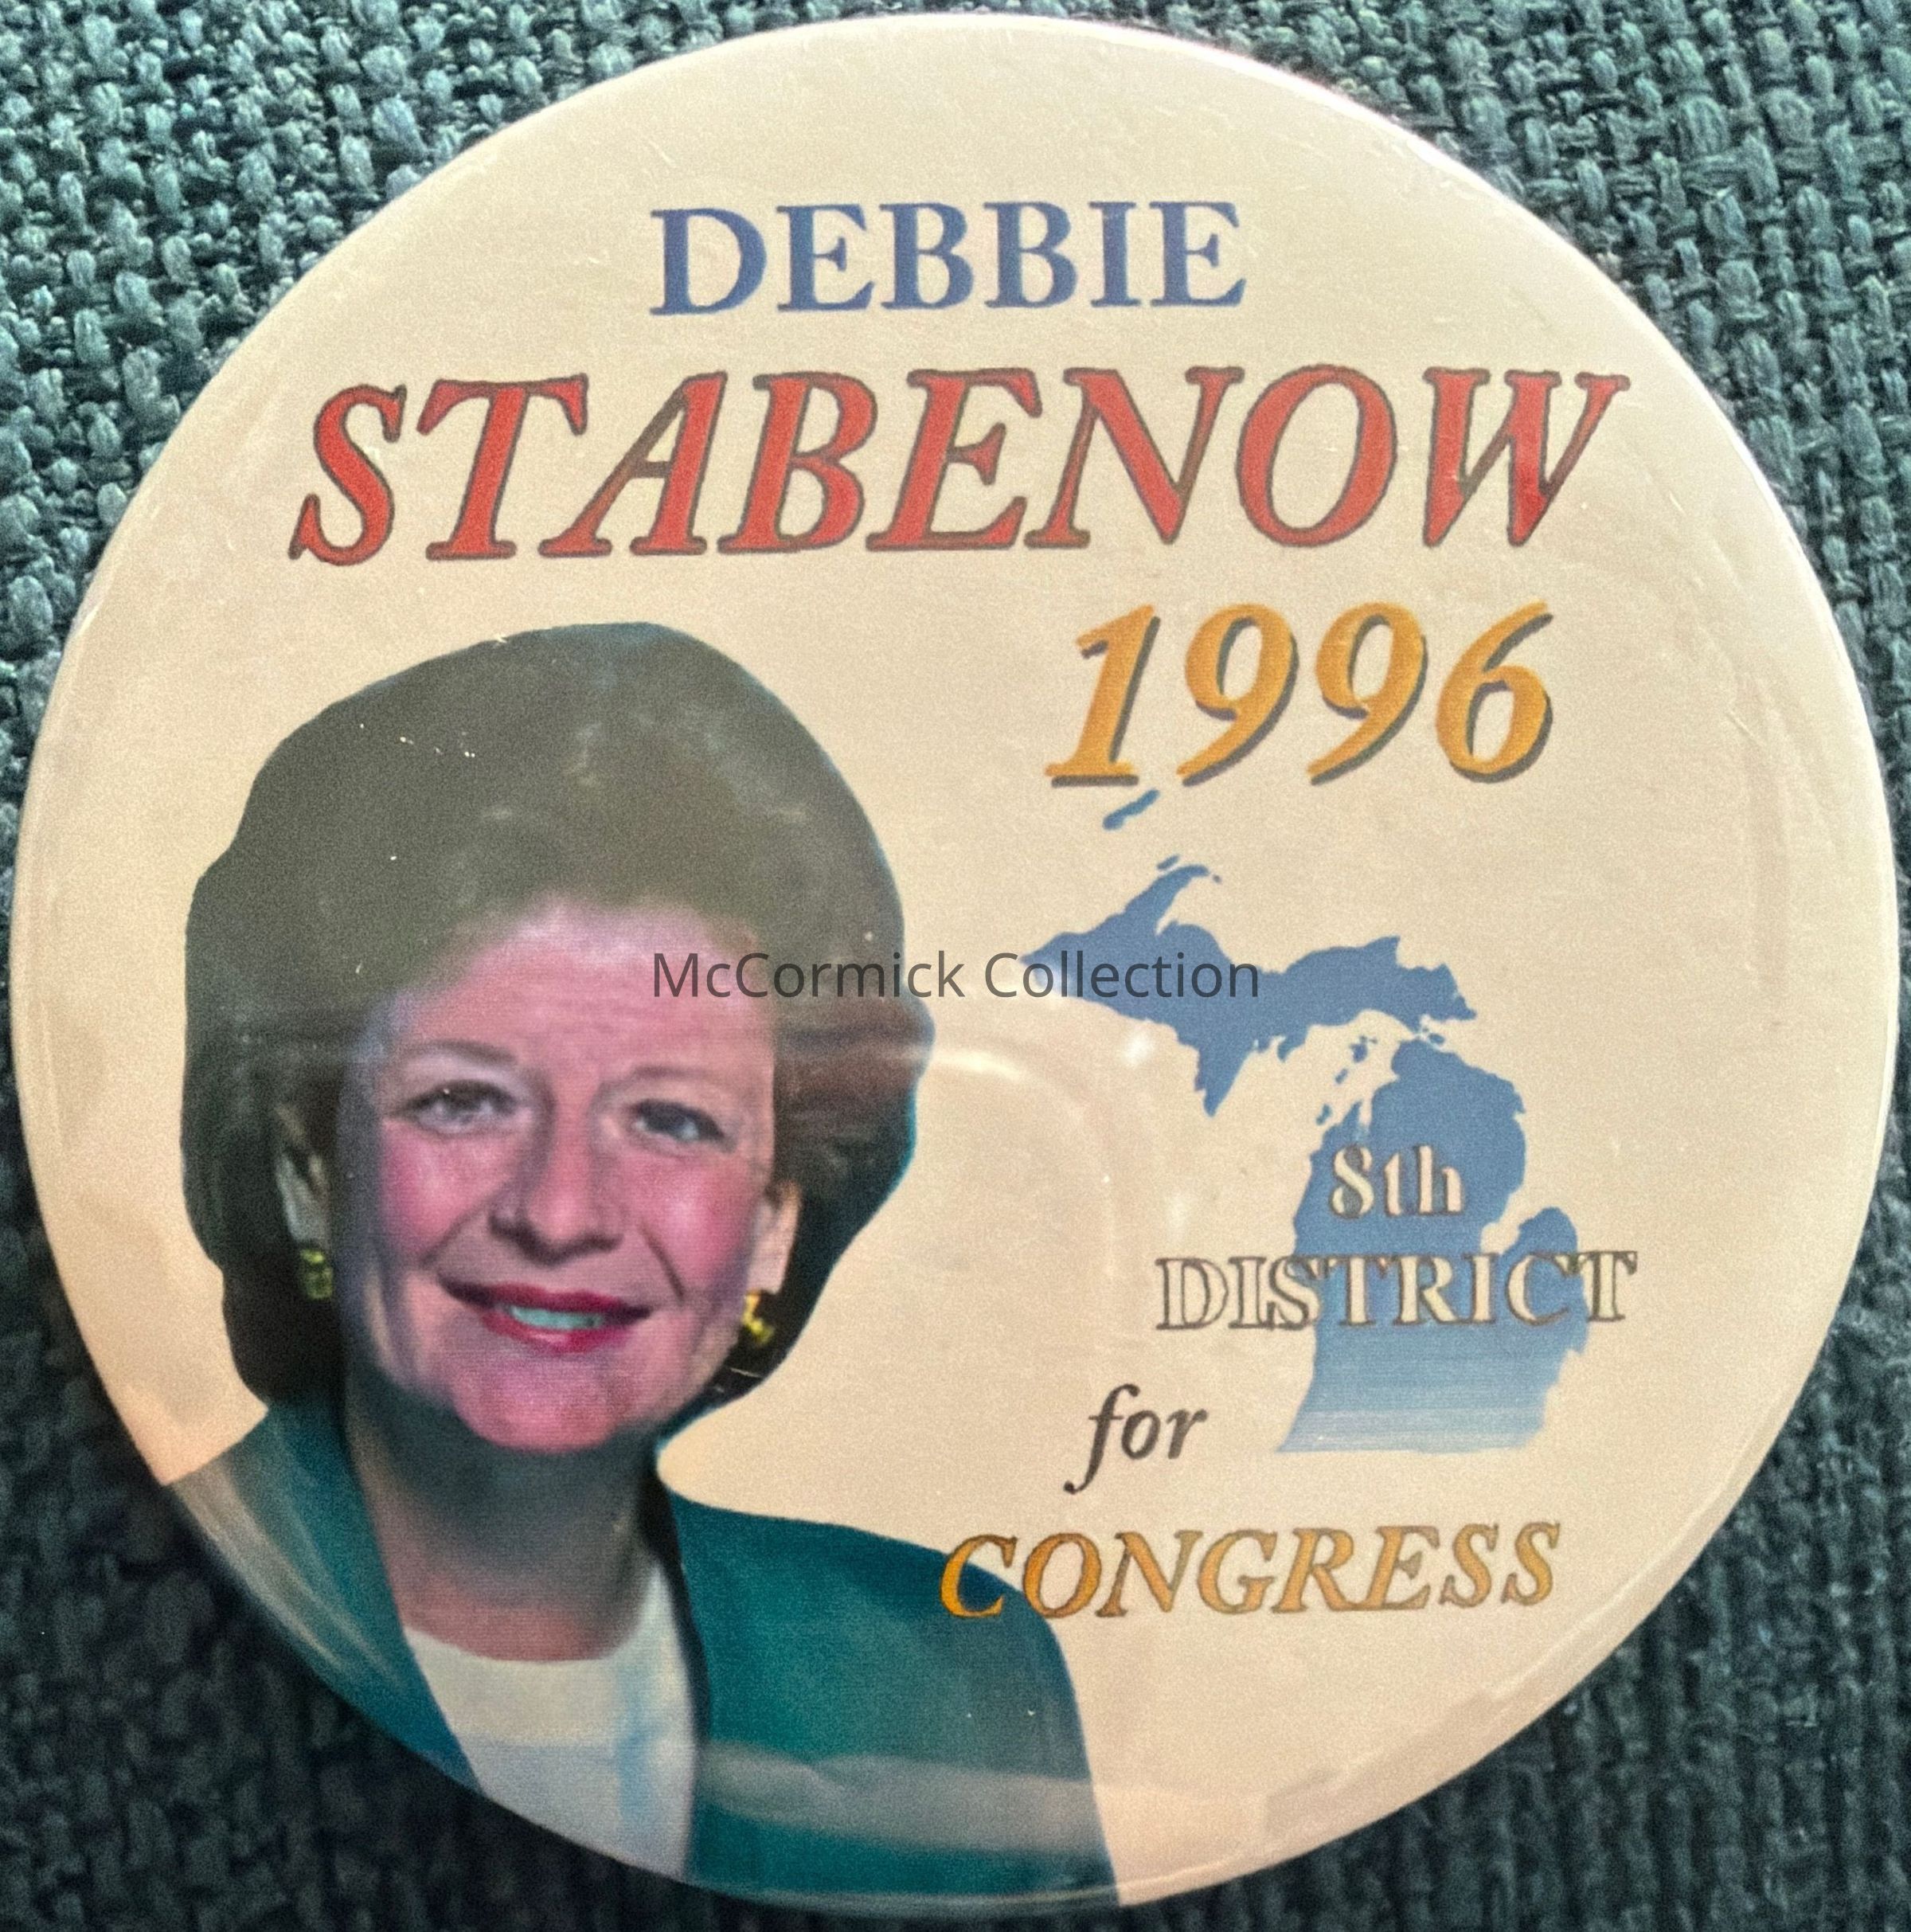 DEBBIE
STABENOW
1996
McCormick Collection
8th
DISTRICT
for
CONGRESS